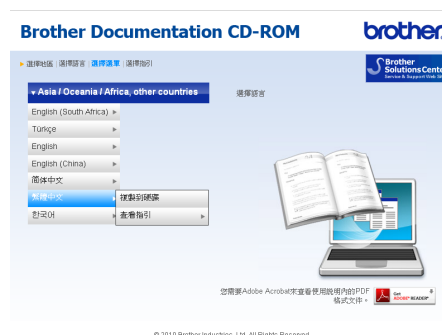 Brother Documentation CD-ROM
brother
選擇地區 | 選擇語言 | 選擇選單 | 選擇指引
Brother
Solutions Center
Service & Support Web Site
Asia / Oceania / Africa, other countries
選擇語言
English (South Africa)
Türkçe
English
English (China)
简体中文
繁體中文
複製到硬碟
한국어
查看指引
您需要Adobe Acrobat來查看使用說明內的PDF
格式文件。
Get
ADOBE® READER®
© 2010 Brother Industries, Ltd. All Rights Reserved.